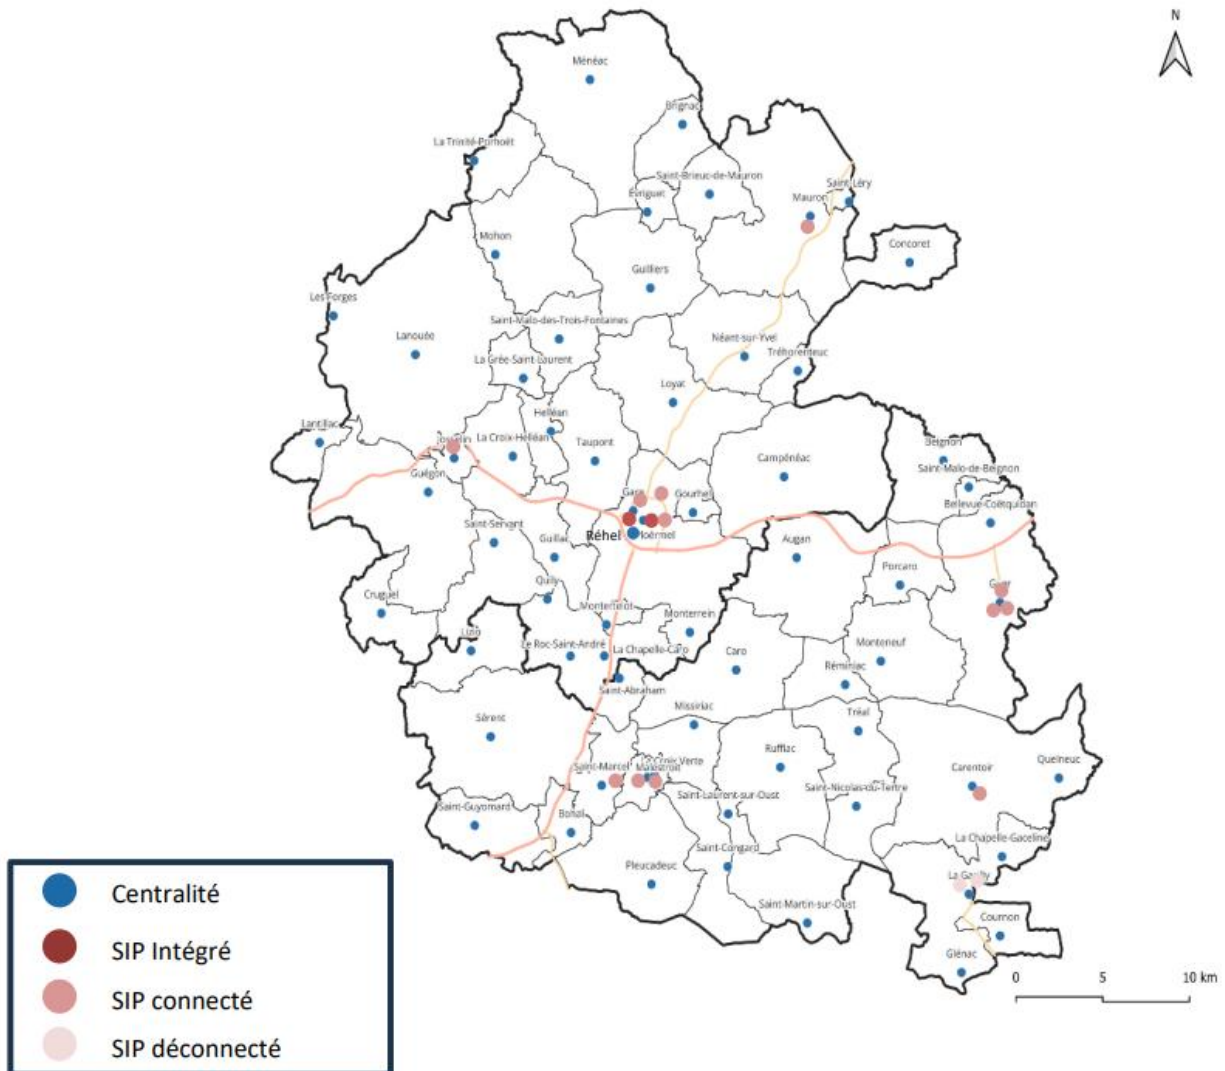 N
Ménéac
Brignac
La Trinité-Porhoët
Saint-Brieuc-de-Mauron
Saint-Léry
Évriguet
Mauron
Mohon
Concoret
Guilliers
Les Forges
Saint-Malo-des-Trois-Fontaines
Lanouée
Néant-sur-Yvel
Tréhorenteuc
La Grée-Saint-Laurent
Loyat
Helléan
Lantillac
Josselin
La Croix-Helléan
Taupont
Beignon
Campénéac
Saint-Malo-de-Beignon
Guégon
Gara
Gourhel
Bellevue-Coëtquidan
Saint-Servant
Réhel
Ploërmel
Guillac
Augan
Porcaro
Quily
Guer
Cruguel
Montertelot
Monterrein
Lizio
Le Roc-Saint-André
La Chapelle-Caro
Caro
Monteneuf
Réminiac
Saint-Abraham
Missiriac
Tréal
Sérent
Ruffiac
Quelneuc
Saint-Marcel
La Croix Verte
Malestroit
Carentoir
Saint-Laurent-sur-Oust
Saint-Nicolas-du-Tertre
Saint-Guyomard
Bohal
La Chapelle-Gaceline
Saint-Congard
Pleucadeuc
La Gacilly
Saint-Martin-sur-Oust
Cournon
Glénac
0 5 10 km
Centralité
SIP Intégré
SIP connecté
SIP déconnecté